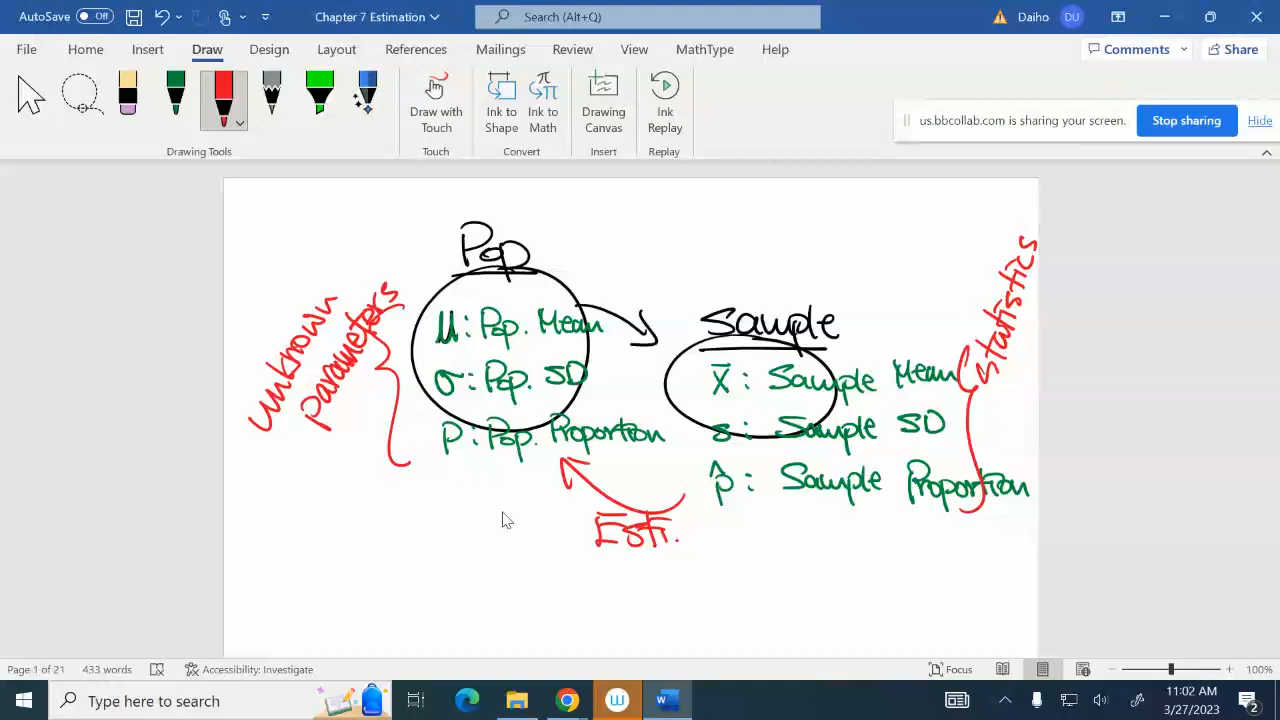 AutoSave Off Chapter 7 Estimation Search (Alt+Q) Daiho DU
File Home Insert Draw Design Layout References Mailings Review View MathType Help Comments Share
Draw with Touch
Ink to Shape
Ink to Math
Drawing Canvas
Ink Replay
us.bbcollab.com is sharing your screen. Stop sharing Hide
Drawing Tools Touch Convert Insert Replay
Pop
μ: Pop. Mean
σ: Pop. SD
p: Pop. Proportion
unknown parameters
Sample
x̄: Sample Mean
s: Sample SD
p̂: Sample Proportion
Statistics
Esti.
Page 1 of 21 433 words Accessibility: Investigate Focus 100%
Type here to search
11:02 AM
3/27/2023
2